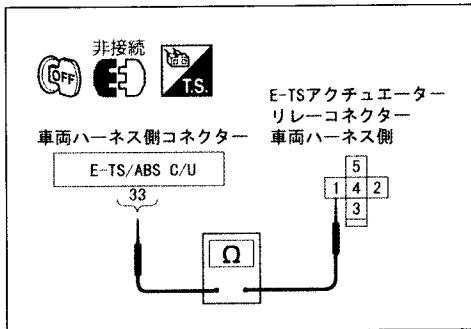 OFF
非接続
T.S.
車両ハーネス側コネクター
E-TS/ABS C/U
33
E-TSアクチュエーター
リレーコネクター
車両ハーネス側
5
1 4 2
3
Ω